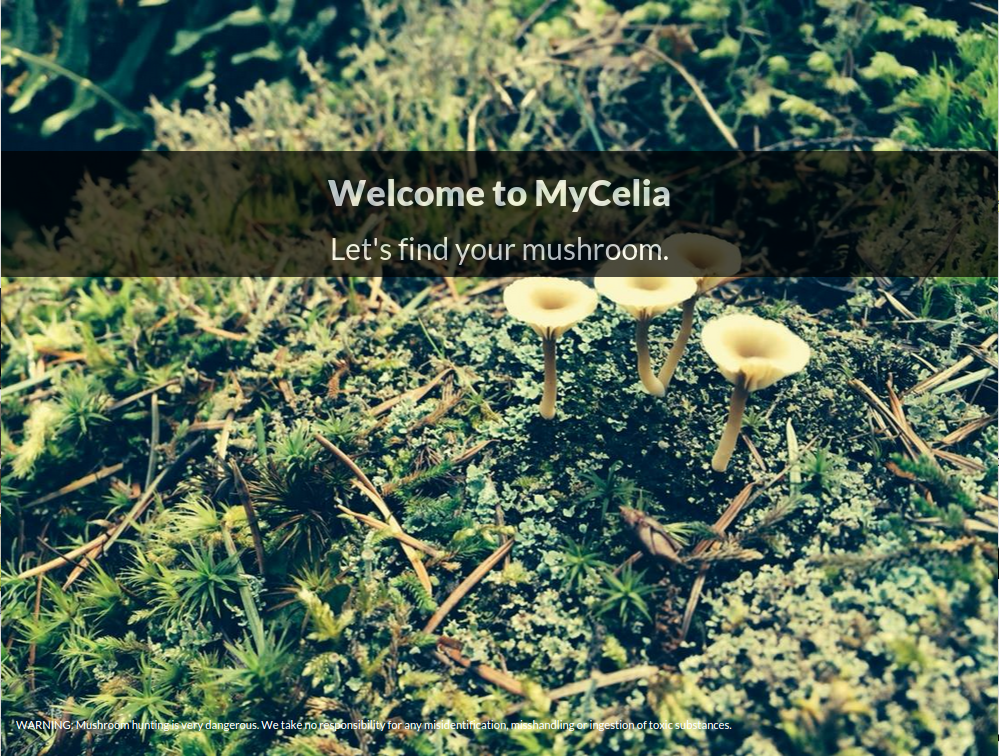 Welcome to MyCelia
Let's find your mushroom.
WARNING: Mushroom hunting is very dangerous. We take no responsibility for any misidentification, misshandling or ingestion of toxic substances.